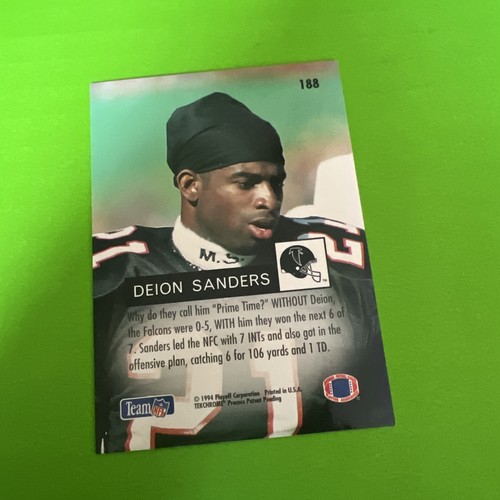 188
21
21
M.S.
DEION SANDERS
Why do they call him "Prime Time?" WITHOUT Deion,
the Falcons were 0-5, WITH him they won the next 6 of
7. Sanders led the NFC with 7 INTs and also got in the
offensive plan, catching 6 for 106 yards and 1 TD.
21
© 1994 Playoff Corporation Printed in U.S.A.
TEKCHROME® Process Patent Pending
Team NFL